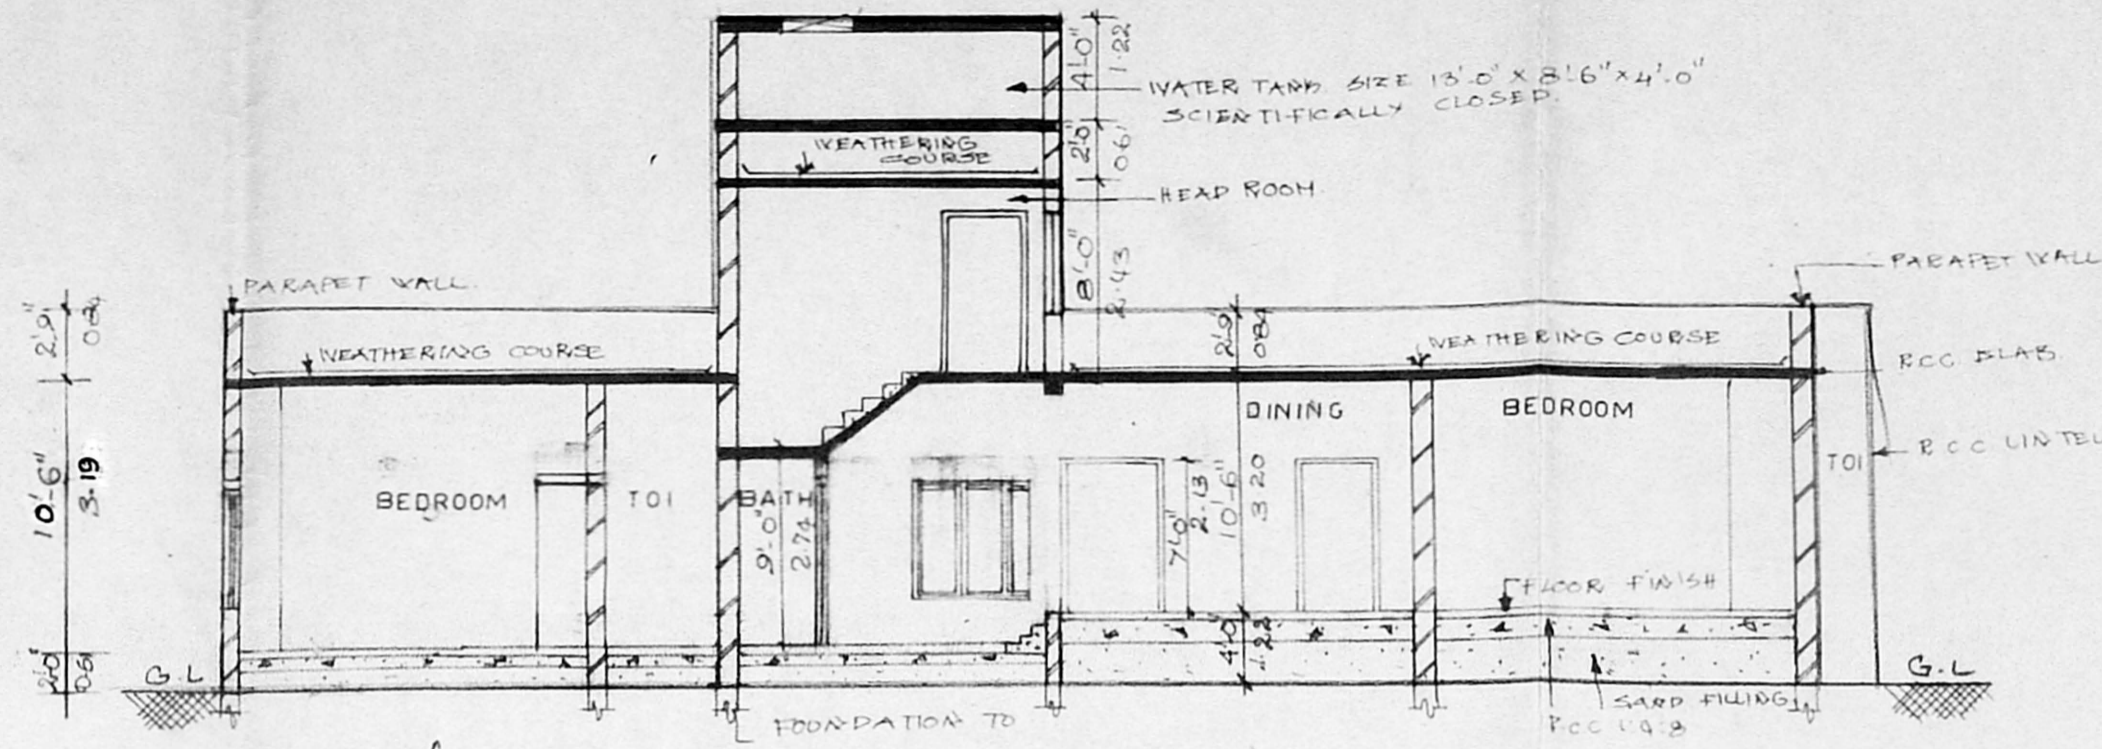 4'-0"
1.22
WATER TANK SIZE 13'-0" X 8'-6" X 4'-0"
SCIENTIFICALLY CLOSED.
WEATHERING
COURSE
2'-0"
0.61
HEAD ROOM
8'-0"
2.43
PARAPET WALL.
PARAPET WALL
2'-9"
0.84
WEATHERING COURSE
2'-9"
084
WEATHERING COURSE
R.C.C. SLAB.
DINING
BEDROOM
R.C.C LINTEL
TOI
10'-6"
3.19
BEDROOM
TOI
BATH
9'-0"
2.74
7'-0"
2.13
10'-6"
3.20
FLOOR FINISH
2'-0"
0.61
G.L
4'-0"
1.22
G.L
SAND FILLING
P.C.C 1:4:8
FOUNDATION TO